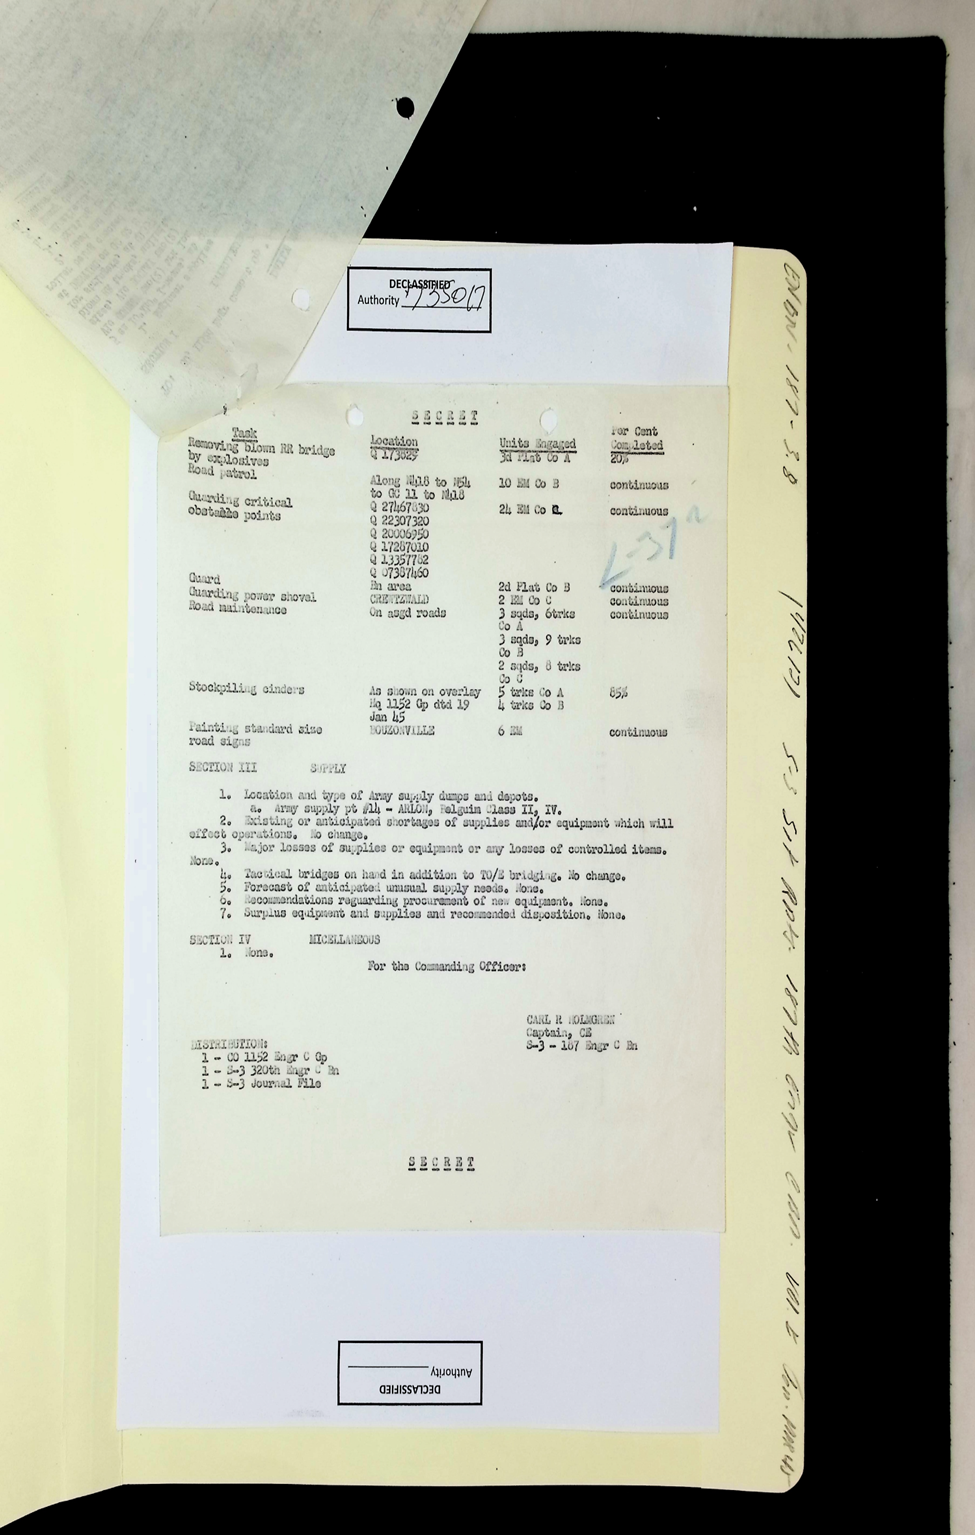 DECLASSIFIED
Authority 735017
S E C R E T
Task Location Units Engaged Per Cent Completed
Removing blown RR bridge by explosives Q 173825 3d Plat Co A 20%
Road patrol Along N418 to N54 10 EM Co B continuous
to GC 11 to N418
Guarding critical Q 27467830 24 EM Co continuous
obstable points Q 22307320
Q 20006950
Q 17267010
Q 13357762
Q 07387460
Guard Bn area 2d Plat Co B continuous
Guarding power shovel CREUTZWALD 2 EM Co C continuous
Road maintenance On asgd roads 3 sqds, 6trks continuous
Co A
3 sqds, 9 trks
Co B
2 sqds, 8 trks
Co C
Stockpiling cinders As shown on overlay 5 trks Co A 85%
Hq 1152 Gp dtd 19 4 trks Co B
Jan 45
Painting standard size BOUZONVILLE 6 EM continuous
road signs
SECTION III SUPPLY
1. Location and type of Army supply dumps and depots.
a. Army supply pt #14 - ARLON, Belguim Class II, IV.
2. Existing or anticipated shortages of supplies and/or equipment which will
effect operations. No change.
3. Major losses of supplies or equipment or any losses of controlled items.
None.
4. Tactical bridges on hand in addition to TO/E bridging. No change.
5. Forecast of anticipated unusual supply needs. None.
6. Recommendations reguarding procurement of new equipment. None.
7. Surplus equipment and supplies and recommended disposition. None.
SECTION IV MICELLANEOUS
1. None.
For the Commanding Officer:
CARL R HOLMGREN
Captain, CE
S-3 - 187 Engr C Bn
DISTRIBUTION:
1 - CO 1152 Engr C Gp
1 - S-3 320th Engr C Bn
1 - S-3 Journal File
S E C R E T
DECLASSIFIED
Authority